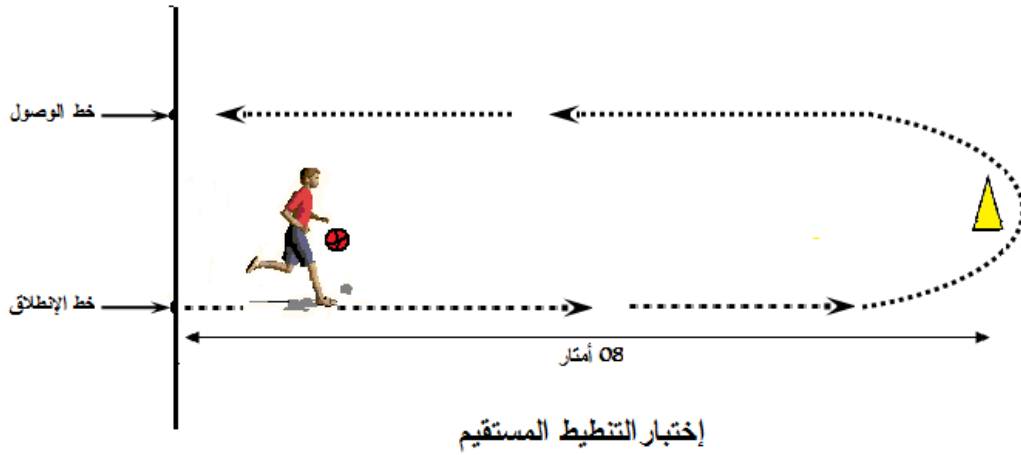 خط الوصول
خط الإنطلاق
08 أمتار
إختبار التنطيط المستقيم